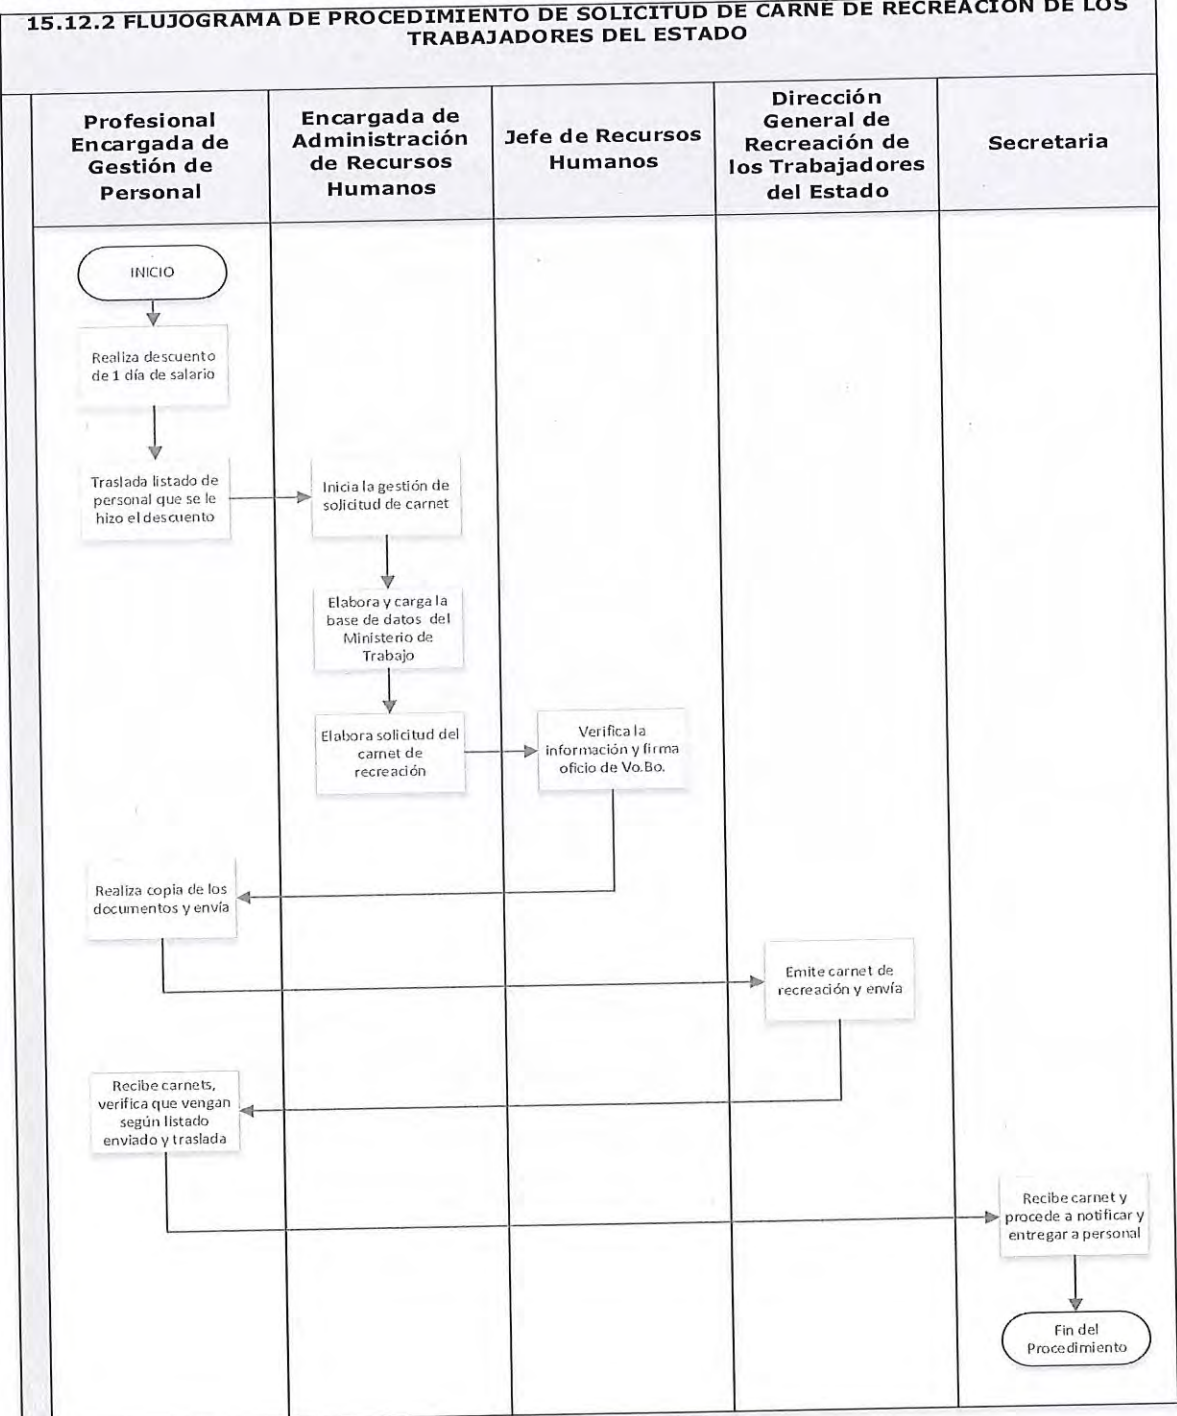 15.12.2 FLUJOGRAMA DE PROCEDIMIENTO DE SOLICITUD DE CARNÉ DE RECREACIÓN DE LOS
TRABAJADORES DEL ESTADO
Profesional
Encargada de
Gestión de
Personal
Encargada de
Administración
de Recursos
Humanos
Jefe de Recursos
Humanos
Dirección
General de
Recreación de
los Trabajadores
del Estado
Secretaria
INICIO
Realiza descuento
de 1 día de salario
Traslada listado de
personal que se le
hizo el descuento
Inicia la gestión de
solicitud de carnet
Elabora y carga la
base de datos del
Ministerio de
Trabajo
Elabora solicitud del
carnet de
recreación
Verifica la
información y firma
oficio de Vo.Bo.
Realiza copia de los
documentos y envía
Emite carnet de
recreación y envía
Recibe carnets,
verifica que vengan
según listado
enviado y traslada
Recibe carnet y
procede a notificar y
entregar a personal
Fin del
Procedimiento